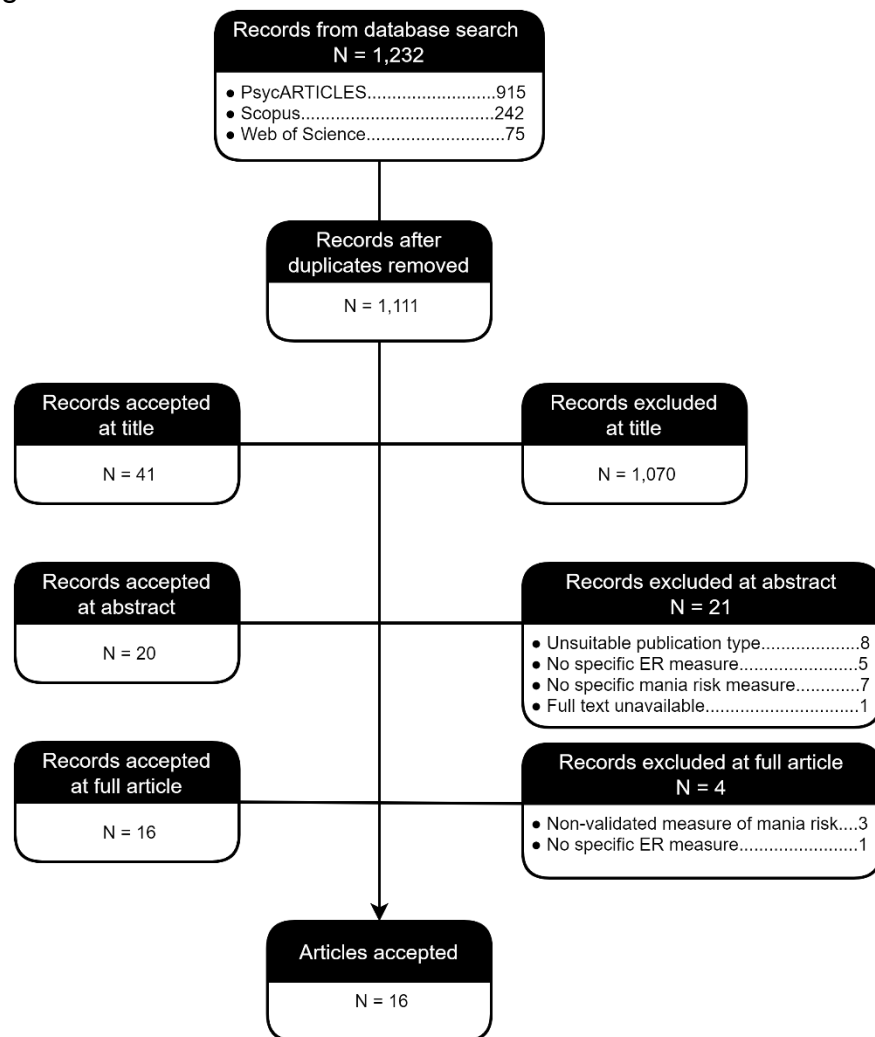 Records from database search
N = 1,232
● PsycARTICLES...........................915
● Scopus.......................................242
● Web of Science............................75
Records after
duplicates removed
N = 1,111
Records accepted
at title
N = 41
Records excluded
at title
N = 1,070
Records accepted
at abstract
N = 20
Records excluded at abstract
N = 21
● Unsuitable publication type....................8
● No specific ER measure........................5
● No specific mania risk measure............7
● Full text unavailable...............................1
Records accepted
at full article
N = 16
Records excluded at full article
N = 4
● Non-validated measure of mania risk....3
● No specific ER measure........................1
Articles accepted
N = 16